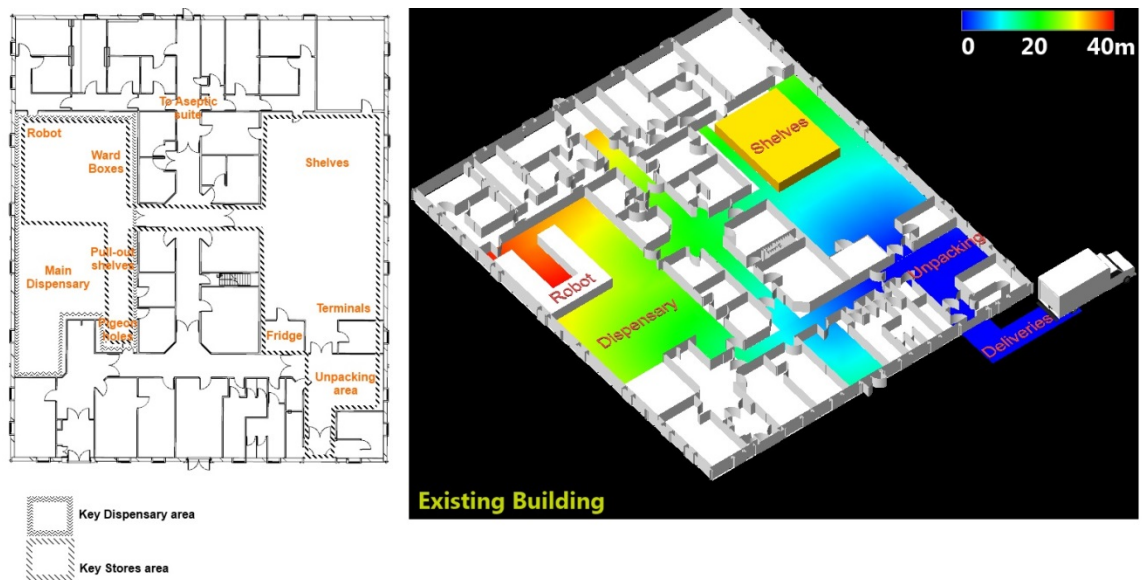 To Aseptic
suite
Robot
Ward
Boxes
Shelves
Pull-out
shelves
Main
Dispensary
Terminals
Pigeon
holes
Fridge
Unpacking
area
Key Dispensary area
Key Stores area
0 20 40m
Shelves
Unpacking
Robot
Dispensary
Deliveries
Existing Building